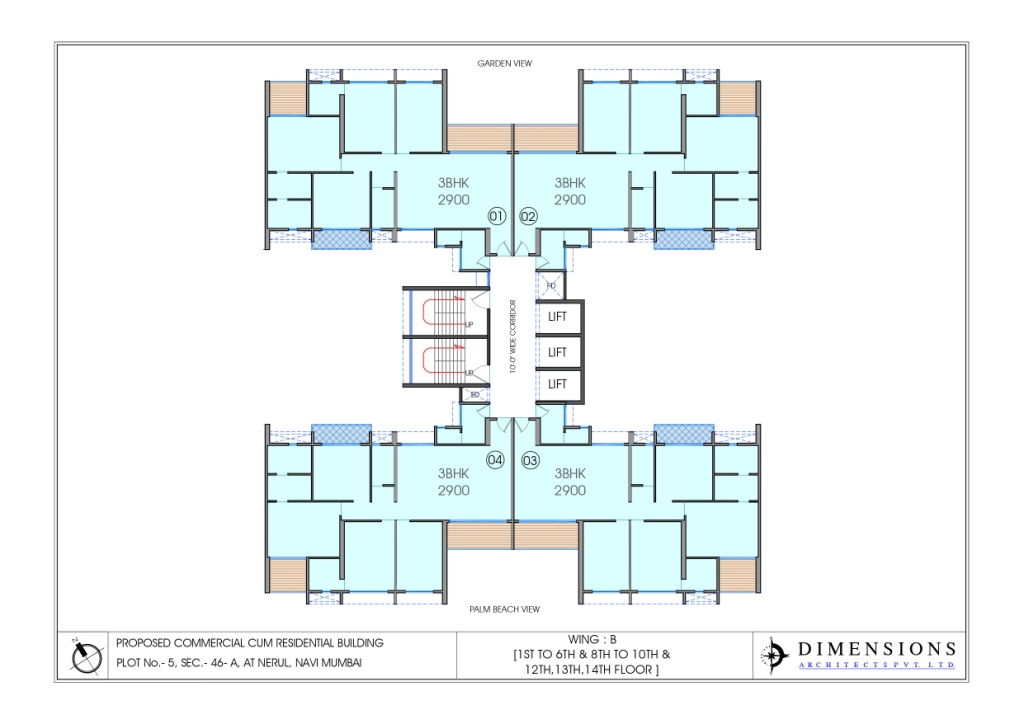 GARDEN VIEW
3BHK
2900
3BHK
2900
01
02
FD
LIFT
UP
10'-0" WIDE CORRIDOR
LIFT
UP
LIFT
ED
04
03
3BHK
2900
3BHK
2900
PALM BEACH VIEW
N
PROPOSED COMMERCIAL CUM RESIDENTIAL BUILDING
PLOT No.- 5, SEC.- 46- A, AT NERUL, NAVI MUMBAI
WING : B
[1ST TO 6TH & 8TH TO 10TH &
12TH,13TH,14TH FLOOR ]
DIMENSIONS
ARCHITECTS PVT. LTD.